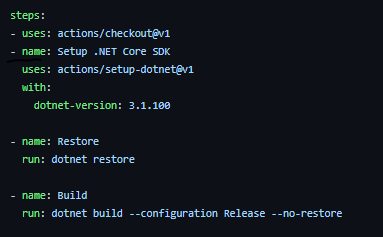 steps:
- uses: actions/checkout@v1
- name: Setup .NET Core SDK
  uses: actions/setup-dotnet@v1
  with:
    dotnet-version: 3.1.100
- name: Restore
  run: dotnet restore
- name: Build
  run: dotnet build --configuration Release --no-restore